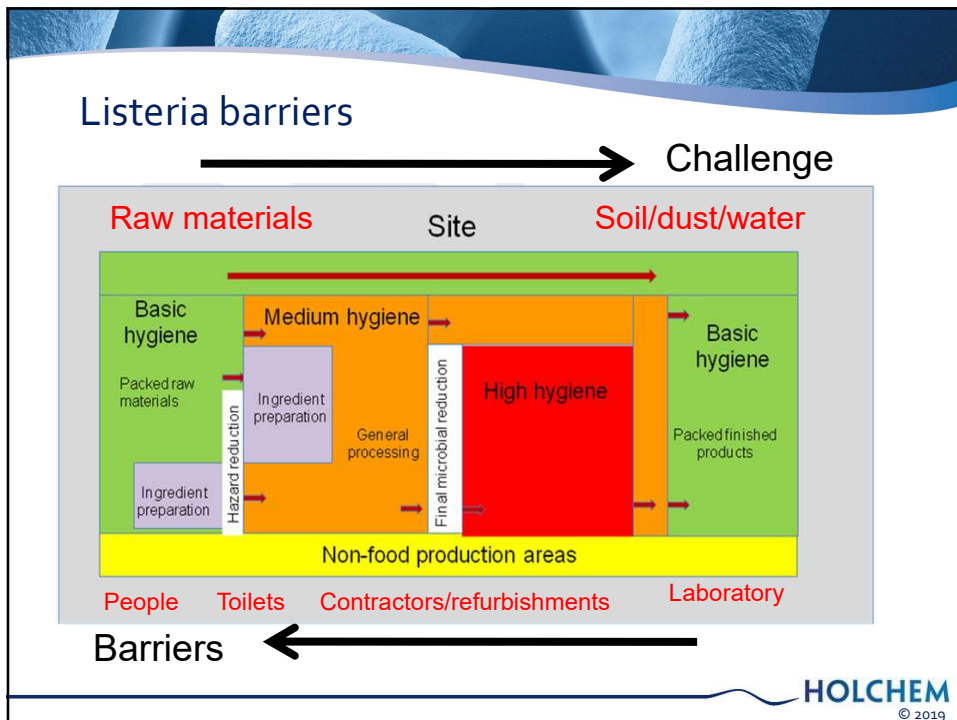 Listeria barriers
Challenge
Raw materials
Site
Soil/dust/water
Basic
hygiene
Packed raw
materials
Ingredient
preparation
Hazard reduction
Medium hygiene
Ingredient
preparation
General
processing
Final microbial reduction
High hygiene
Basic
hygiene
Packed finished
products
Non-food production areas
People
Toilets
Contractors/refurbishments
Laboratory
Barriers
HOLCHEM
© 2019